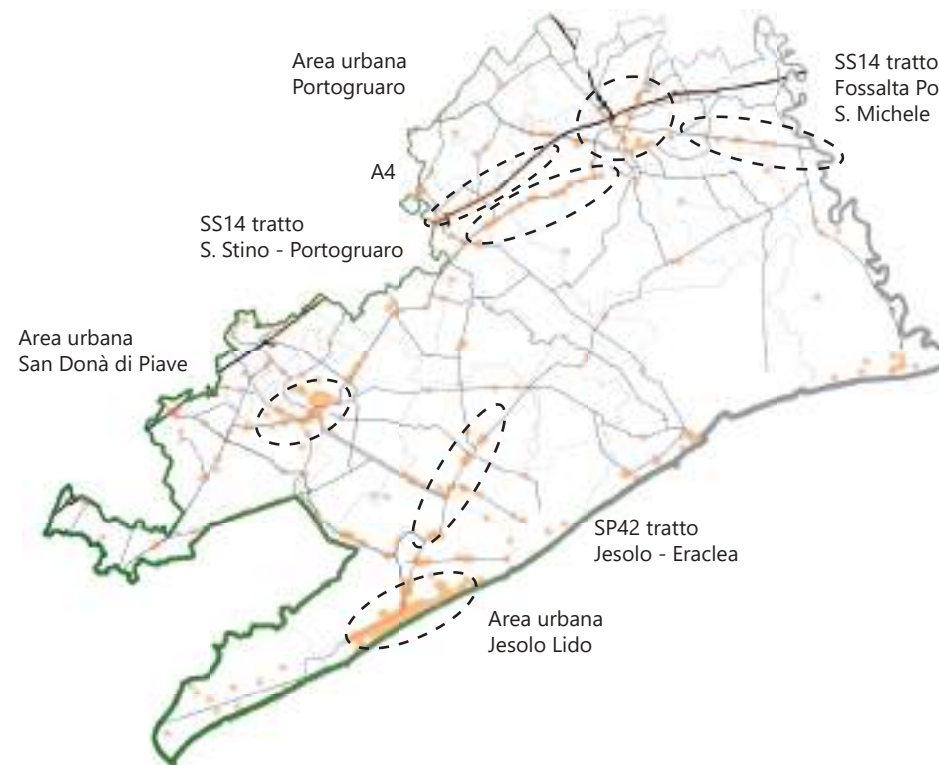 Area urbana
Portogruaro
SS14 tratto
Fossalta Po
S. Michele
A4
SS14 tratto
S. Stino - Portogruaro
Area urbana
San Donà di Piave
SP42 tratto
Jesolo - Eraclea
Area urbana
Jesolo Lido